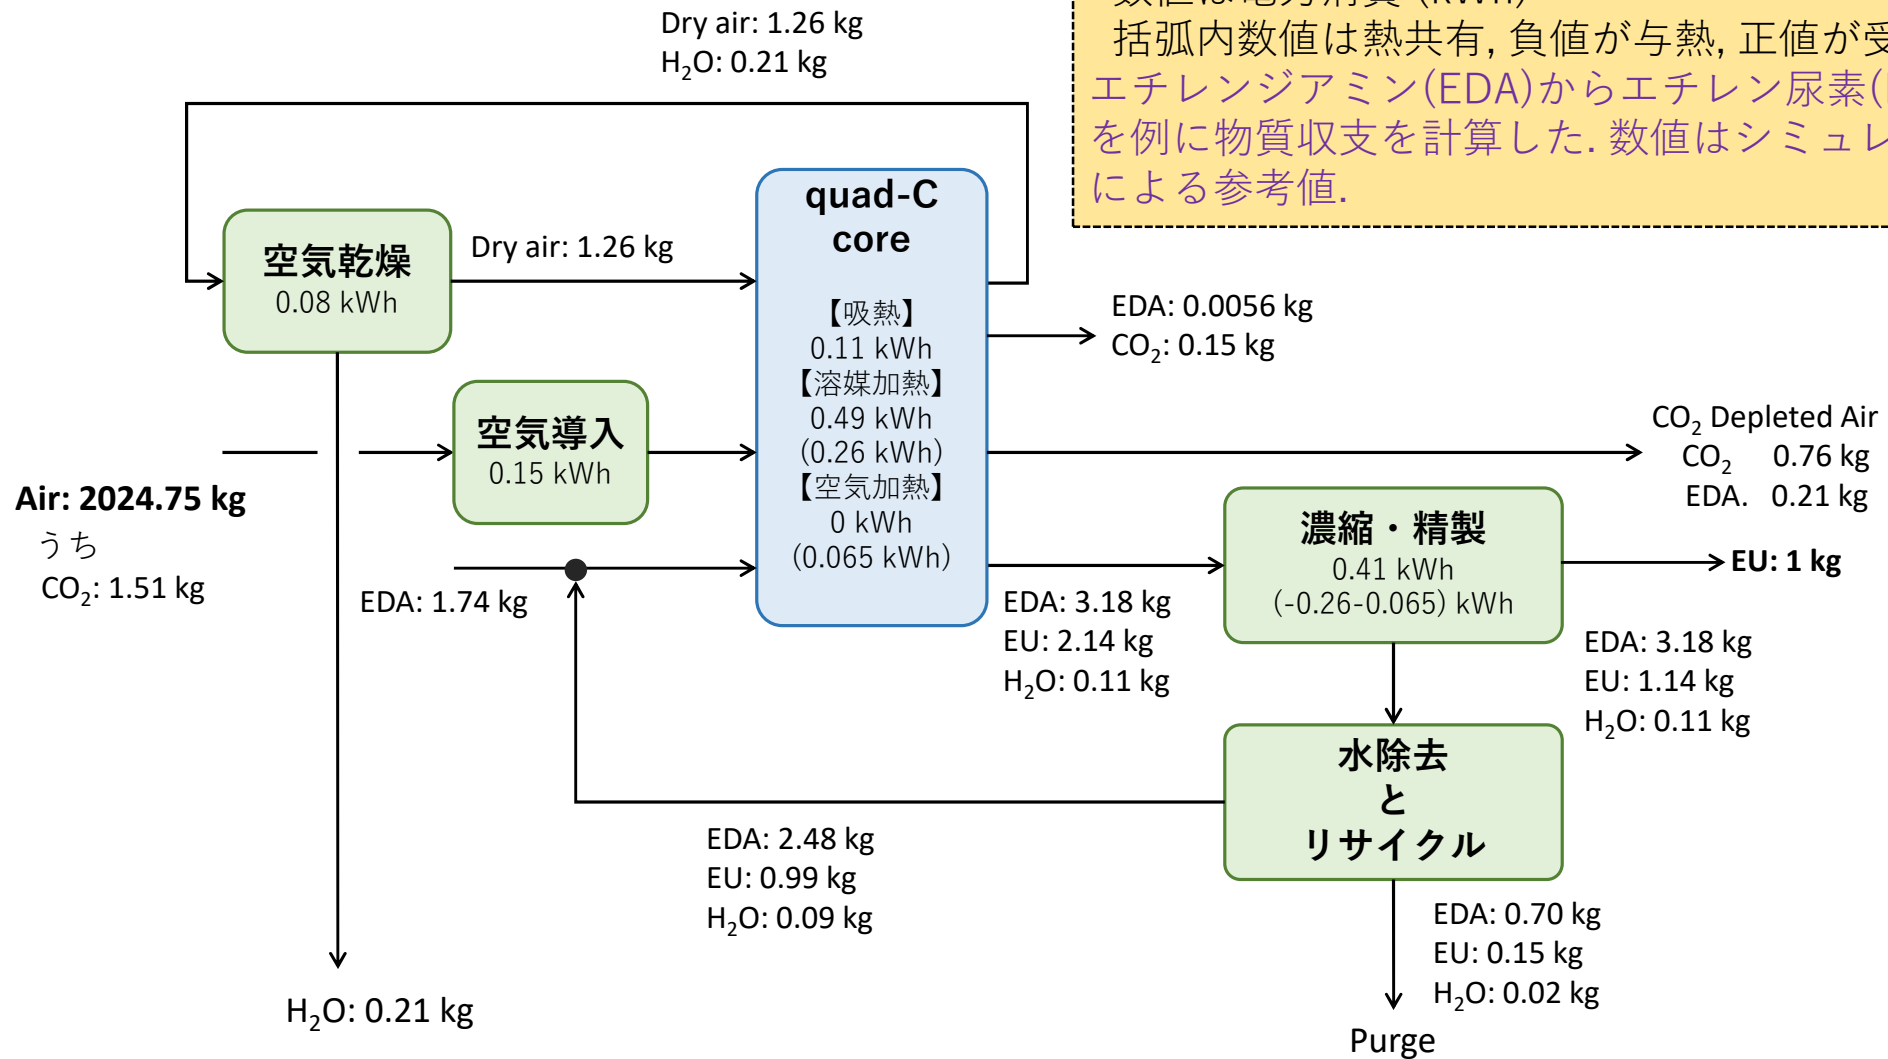 Dry air: 1.26 kg
H₂O: 0.21 kg
括弧内数値は熱共有, 負値が与熱, 正値が受
エチレンジアミン(EDA)からエチレン尿素(
を例に物質収支を計算した. 数値はシミュレ
による参考値.
空気乾燥
0.08 kWh
Dry air: 1.26 kg
quad-C
core
【吸熱】
0.11 kWh
【溶媒加熱】
0.49 kWh
(0.26 kWh)
【空気加熱】
0 kWh
(0.065 kWh)
EDA: 0.0056 kg
CO₂: 0.15 kg
空気導入
0.15 kWh
CO₂ Depleted Air
CO₂ 0.76 kg
EDA. 0.21 kg
Air: 2024.75 kg
うち
CO₂: 1.51 kg
EDA: 1.74 kg
EDA: 3.18 kg
EU: 2.14 kg
H₂O: 0.11 kg
濃縮・精製
0.41 kWh
(-0.26-0.065) kWh
EU: 1 kg
EDA: 3.18 kg
EU: 1.14 kg
H₂O: 0.11 kg
水除去
と
リサイクル
EDA: 2.48 kg
EU: 0.99 kg
H₂O: 0.09 kg
EDA: 0.70 kg
EU: 0.15 kg
H₂O: 0.02 kg
Purge
H₂O: 0.21 kg